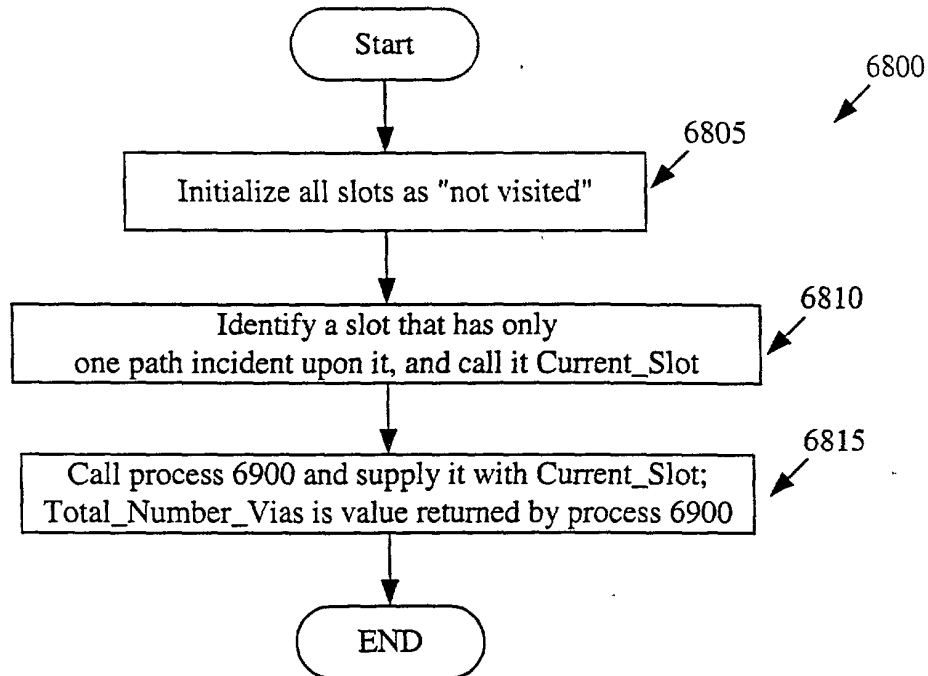 Start
6800
6805
Initialize all slots as "not visited"
6810
Identify a slot that has only
one path incident upon it, and call it Current_Slot
6815
Call process 6900 and supply it with Current_Slot;
Total_Number_Vias is value returned by process 6900
END